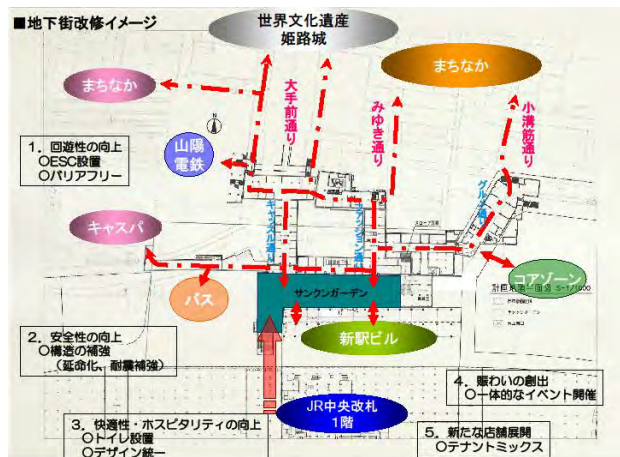 ■地下街改修イメージ
世界文化遺産
姫路城
まちなか
まちなか
大手前通り
みゆき通り
小溝筋通り
1．回遊性の向上
○ESC設置
○バリアフリー
山陽
電鉄
キャッスル通り
ファッション通り
グルメ通り
キャスパ
バス
コアゾーン
サンクンガーデン
計画地階平面図 S=1/1000
2．安全性の向上
○構造の補強
（延命化、耐震補強）
新駅ビル
4．賑わいの創出
○一体的なイベント開催
JR中央改札
1階
3．快適性・ホスピタリティの向上
○トイレ設置
○デザイン統一
5．新たな店舗展開
○テナントミックス